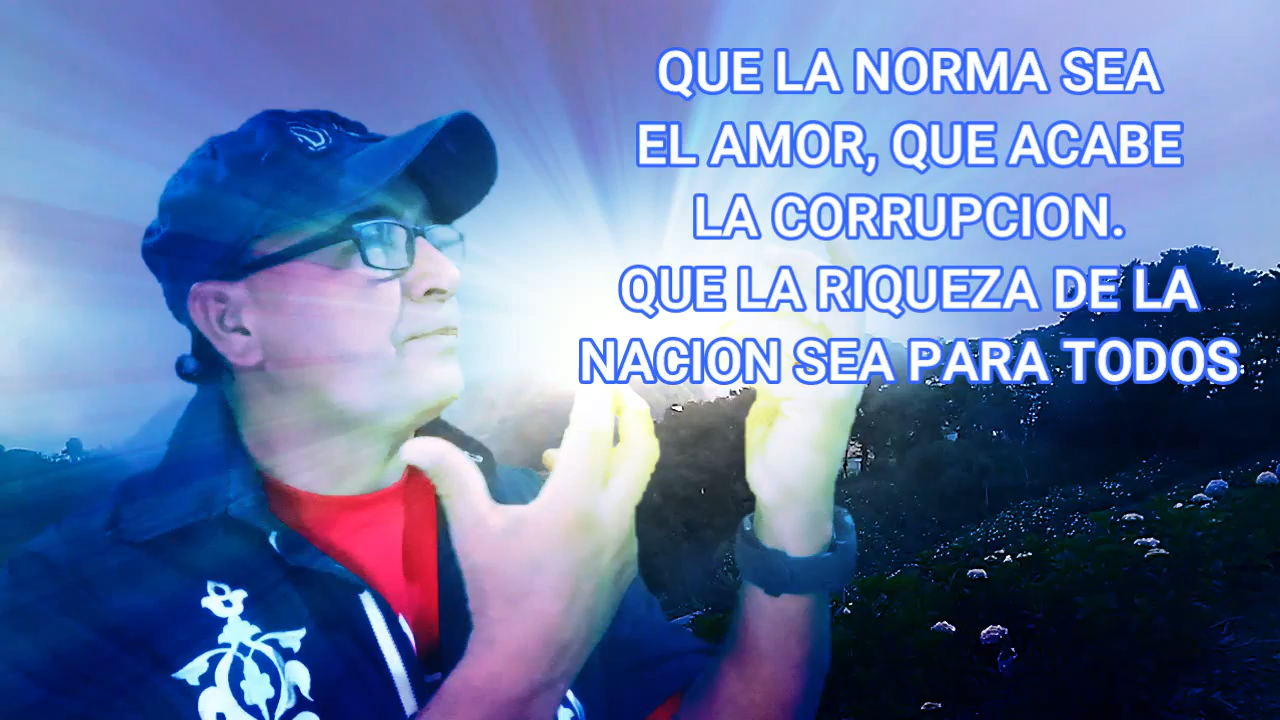 QUE LA NORMA SEA
EL AMOR, QUE ACABE
LA CORRUPCION.
QUE LA RIQUEZA DE LA
NACION SEA PARA TODOS